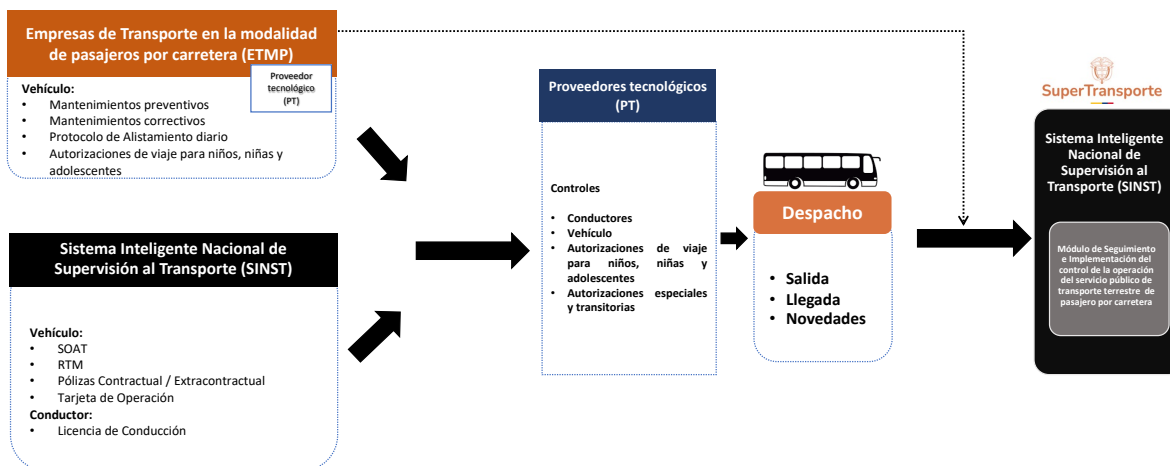 Empresas de Transporte en la modalidad
de pasajeros por carretera (ETMP)
Proveedor
tecnológico
(PT)
Vehículo:
• Mantenimientos preventivos
• Mantenimientos correctivos
• Protocolo de Alistamiento diario
• Autorizaciones de viaje para niños, niñas y
adolescentes
Sistema Inteligente Nacional de
Supervisión al Transporte (SINST)
Vehículo:
• SOAT
• RTM
• Pólizas Contractual / Extracontractual
• Tarjeta de Operación
Conductor:
• Licencia de Conducción
Proveedores tecnológicos
(PT)
Controles
• Conductores
• Vehículo
• Autorizaciones de viaje
para niños, niñas y
adolescentes
• Autorizaciones especiales
y transitorias
Despacho
• Salida
• Llegada
• Novedades
SuperTransporte
Sistema Inteligente
Nacional de
Supervisión al
Transporte (SINST)
Módulo de Seguimiento
e Implementación del
control de la operación
del servicio público de
transporte terrestre de
pasajero por carretera